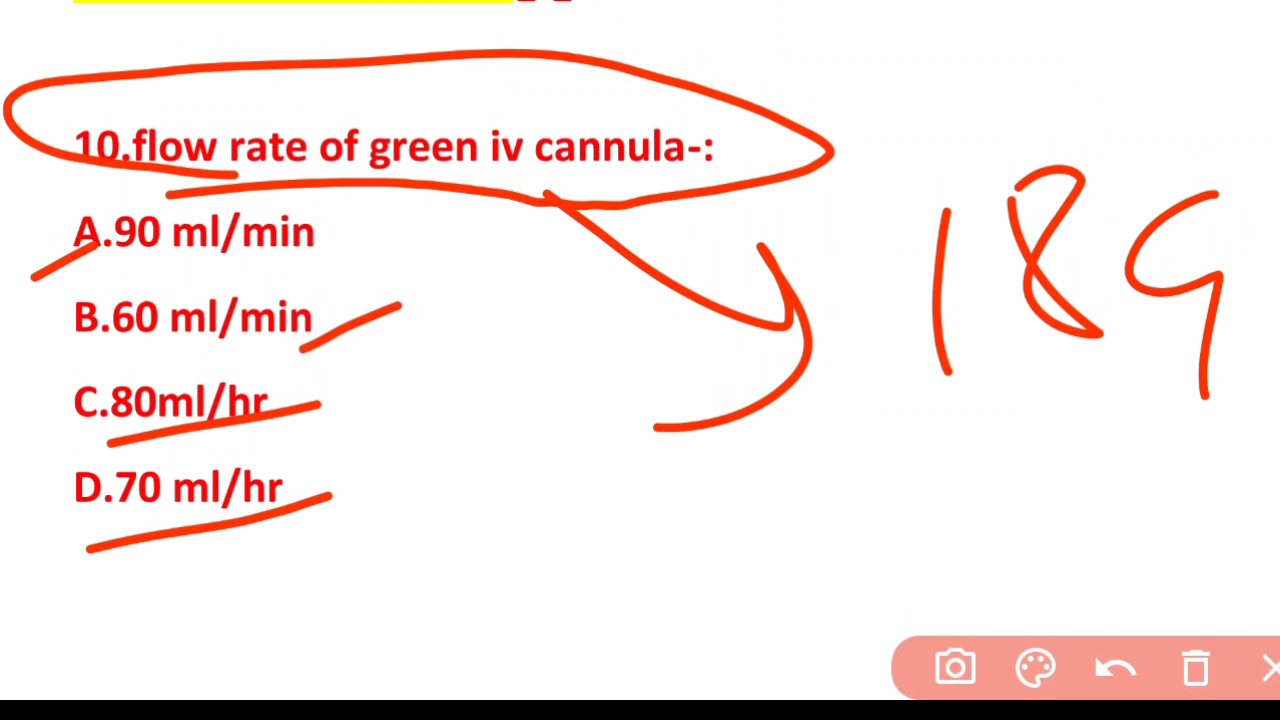 10.flow rate of green iv cannula-:
A.90 ml/min
B.60 ml/min
C.80ml/hr
D.70 ml/hr
18G